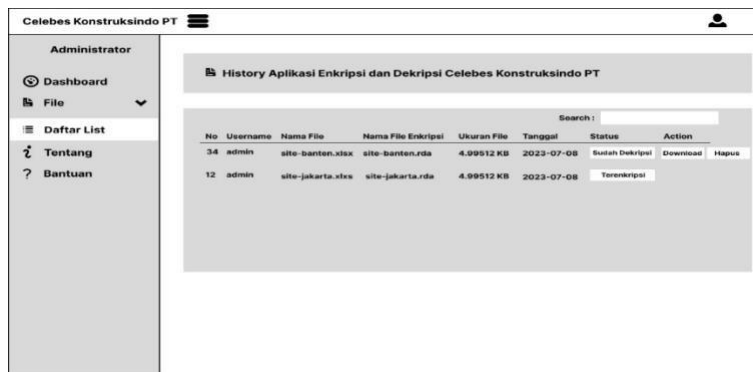 Celebes Konstruksindo PT
Administrator
Dashboard
File
Daftar List
Tentang
Bantuan
History Aplikasi Enkripsi dan Dekripsi Celebes Konstruksindo PT
Search :
No Username Nama File Nama File Enkripsi Ukuran File Tanggal Status Action
34 admin site-banten.xlsx site-banten.rda 4.99512 KB 2023-07-08 Sudah Dekripsi Download Hapus
12 admin site-jakarta.xlxs site-jakarta.rda 4.99512 KB 2023-07-08 Terenkripsi